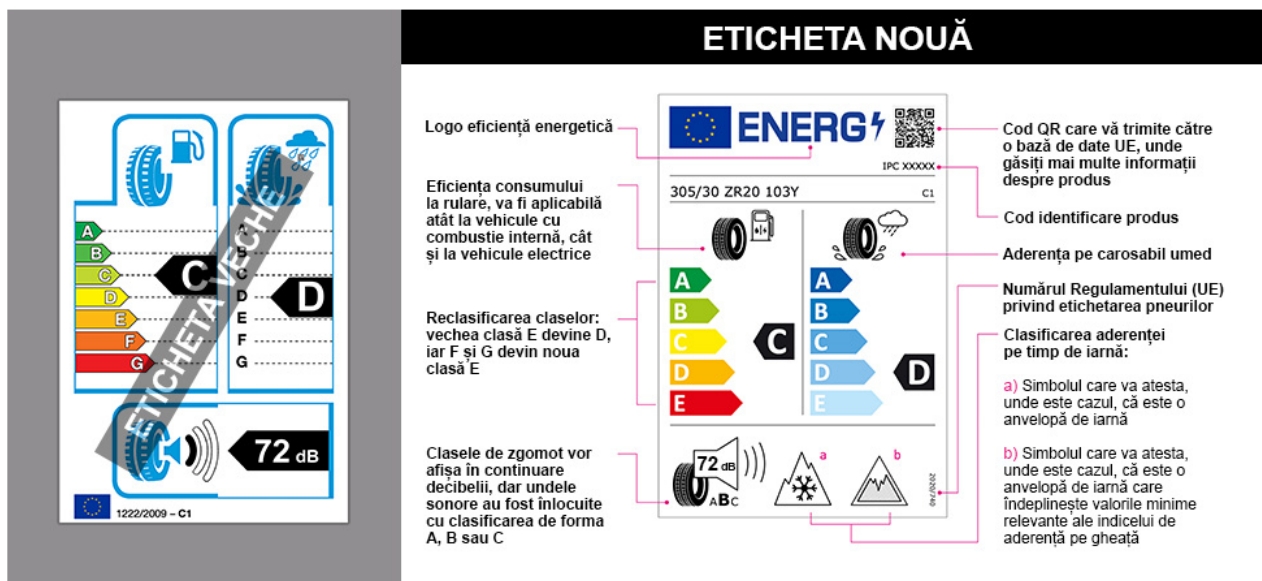 ETICHETA NOUĂ
A
B
C
D
E
F
G
C
A
B
C
D
E
F
G
D
ETICHETA VECHE
72 dB
1222/2009 – C1
Logo eficiență energetică
Eficiența consumului
la rulare, va fi aplicabilă
atât la vehicule cu
combustie internă, cât
și la vehicule electrice
Reclasificarea claselor:
vechea clasă E devine D,
iar F și G devin noua
clasă E
Clasele de zgomot vor
afișa în continuare
decibelii, dar undele
sonore au fost înlocuite
cu clasificarea de forma
A, B sau C
ENERG
IPC XXXXX
305/30 ZR20 103Y
C1
A
B
C
D
E
C
A
B
C
D
E
D
72 dB
ABC
a
b
2020/740
Cod QR care vă trimite către
o bază de date UE, unde
găsiți mai multe informații
despre produs
Cod identificare produs
Aderența pe carosabil umed
Numărul Regulamentului (UE)
privind etichetarea pneurilor
Clasificarea aderenței
pe timp de iarnă:
a) Simbolul care va atesta,
unde este cazul, că este o
anvelopă de iarnă
b) Simbolul care va atesta,
unde este cazul, că este o
anvelopă de iarnă care
îndeplinește valorile minime
relevante ale indicelui de
aderență pe gheață